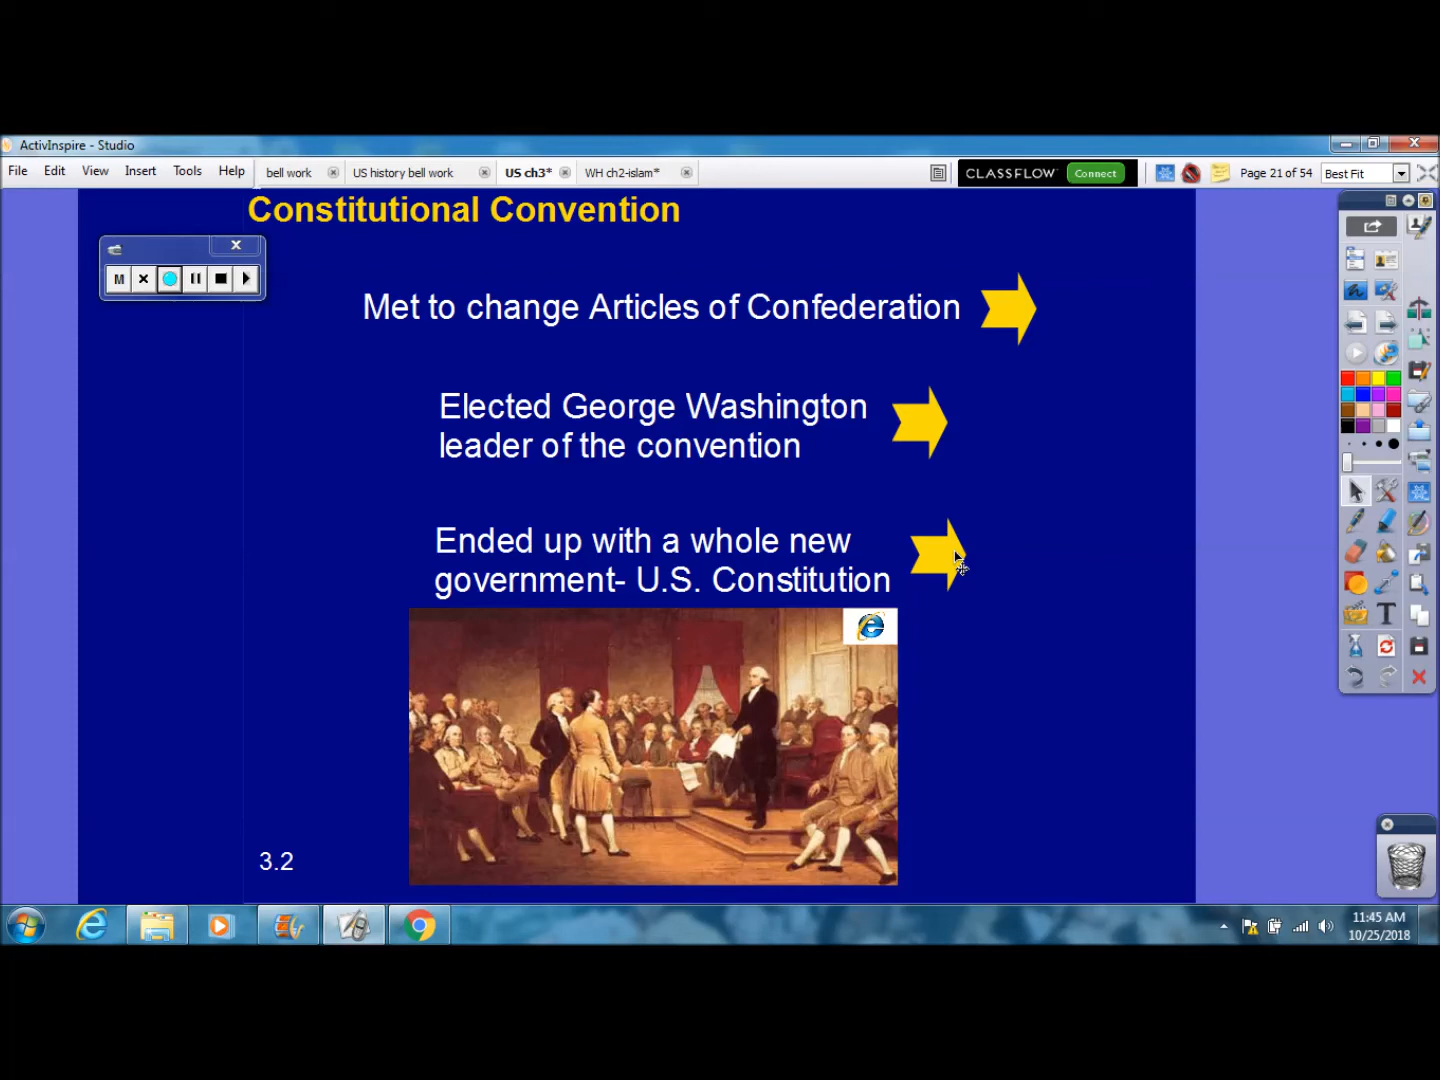 ActivInspire - Studio
File Edit View Insert Tools Help
bell work
US history bell work
US ch3*
WH ch2-islam*
CLASSFLOW Connect
Page 21 of 54
Best Fit
Constitutional Convention
M
Met to change Articles of Confederation
Elected George Washington
leader of the convention
Ended up with a whole new
government- U.S. Constitution
3.2
11:45 AM
10/25/2018